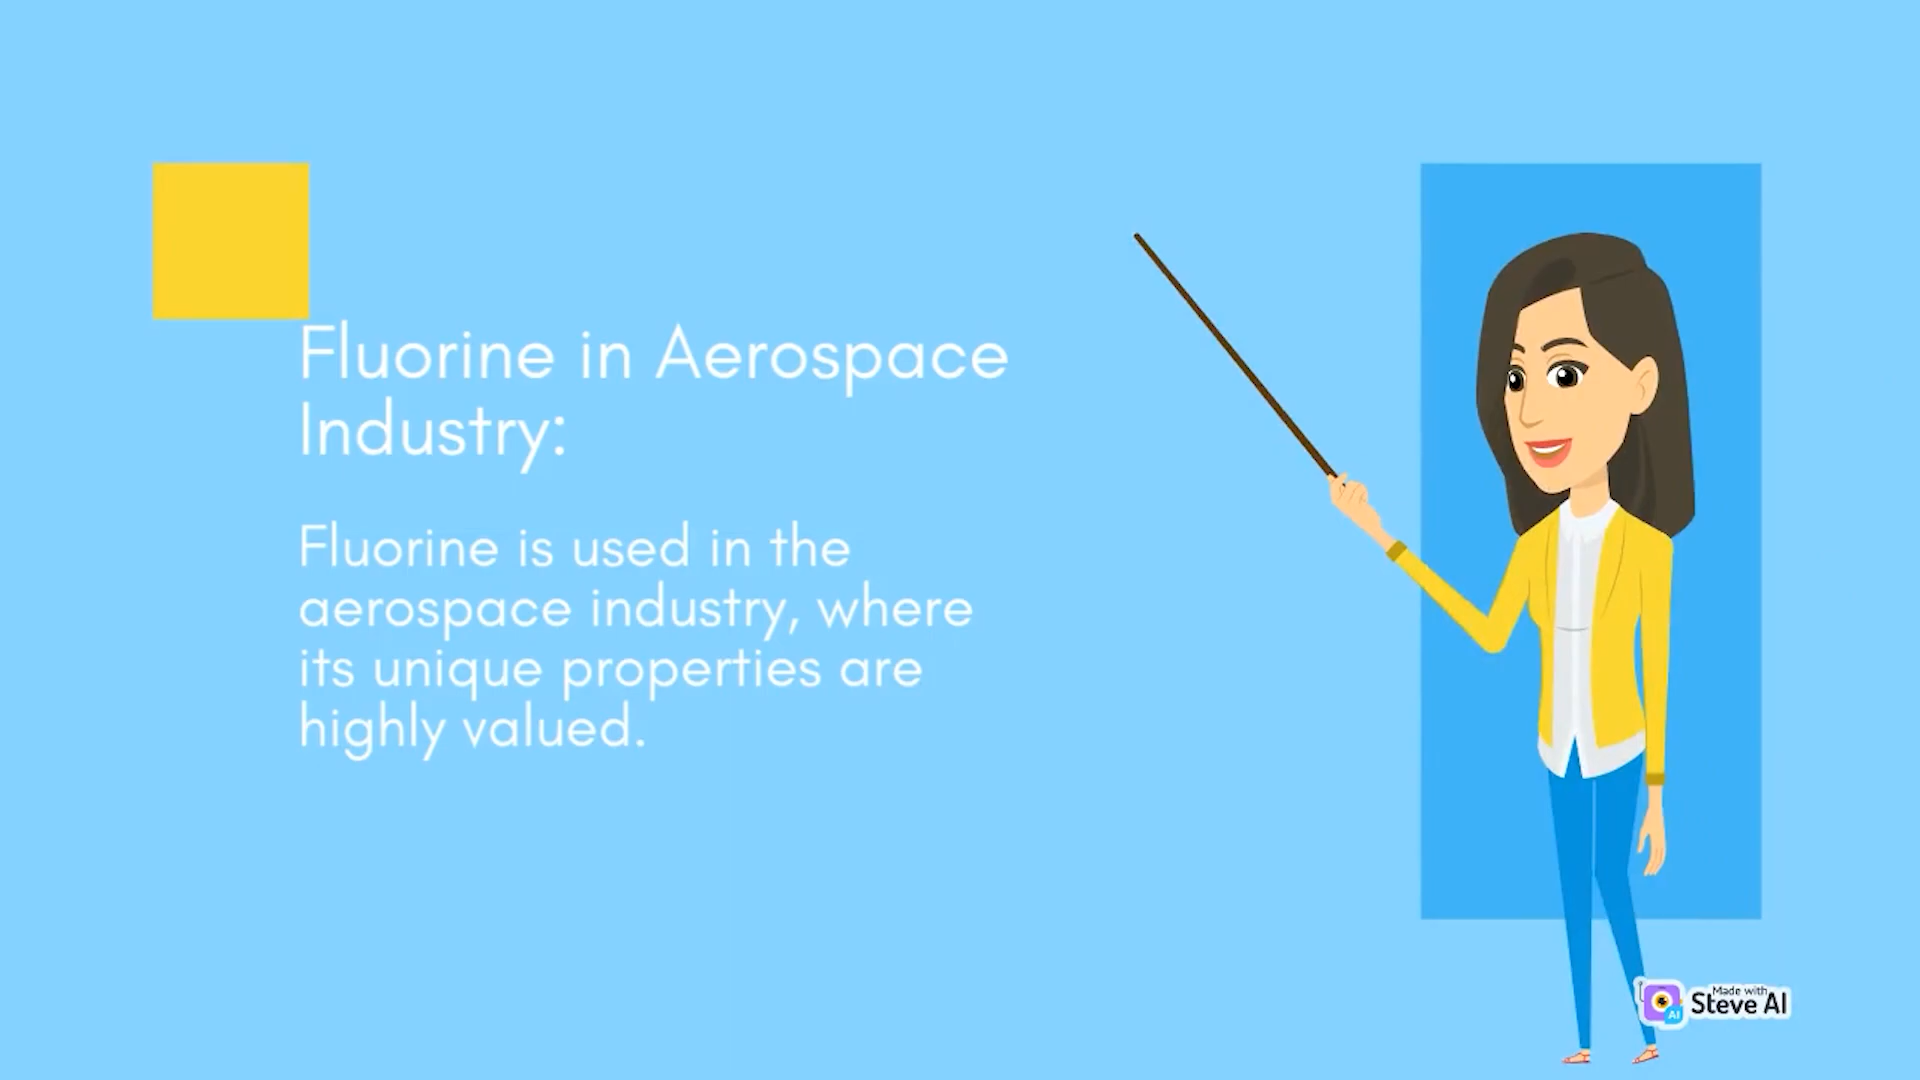 Fluorine in Aerospace
Industry:
Fluorine is used in the
aerospace industry, where
its unique properties are
highly valued.
Made with
Steve AI
AI